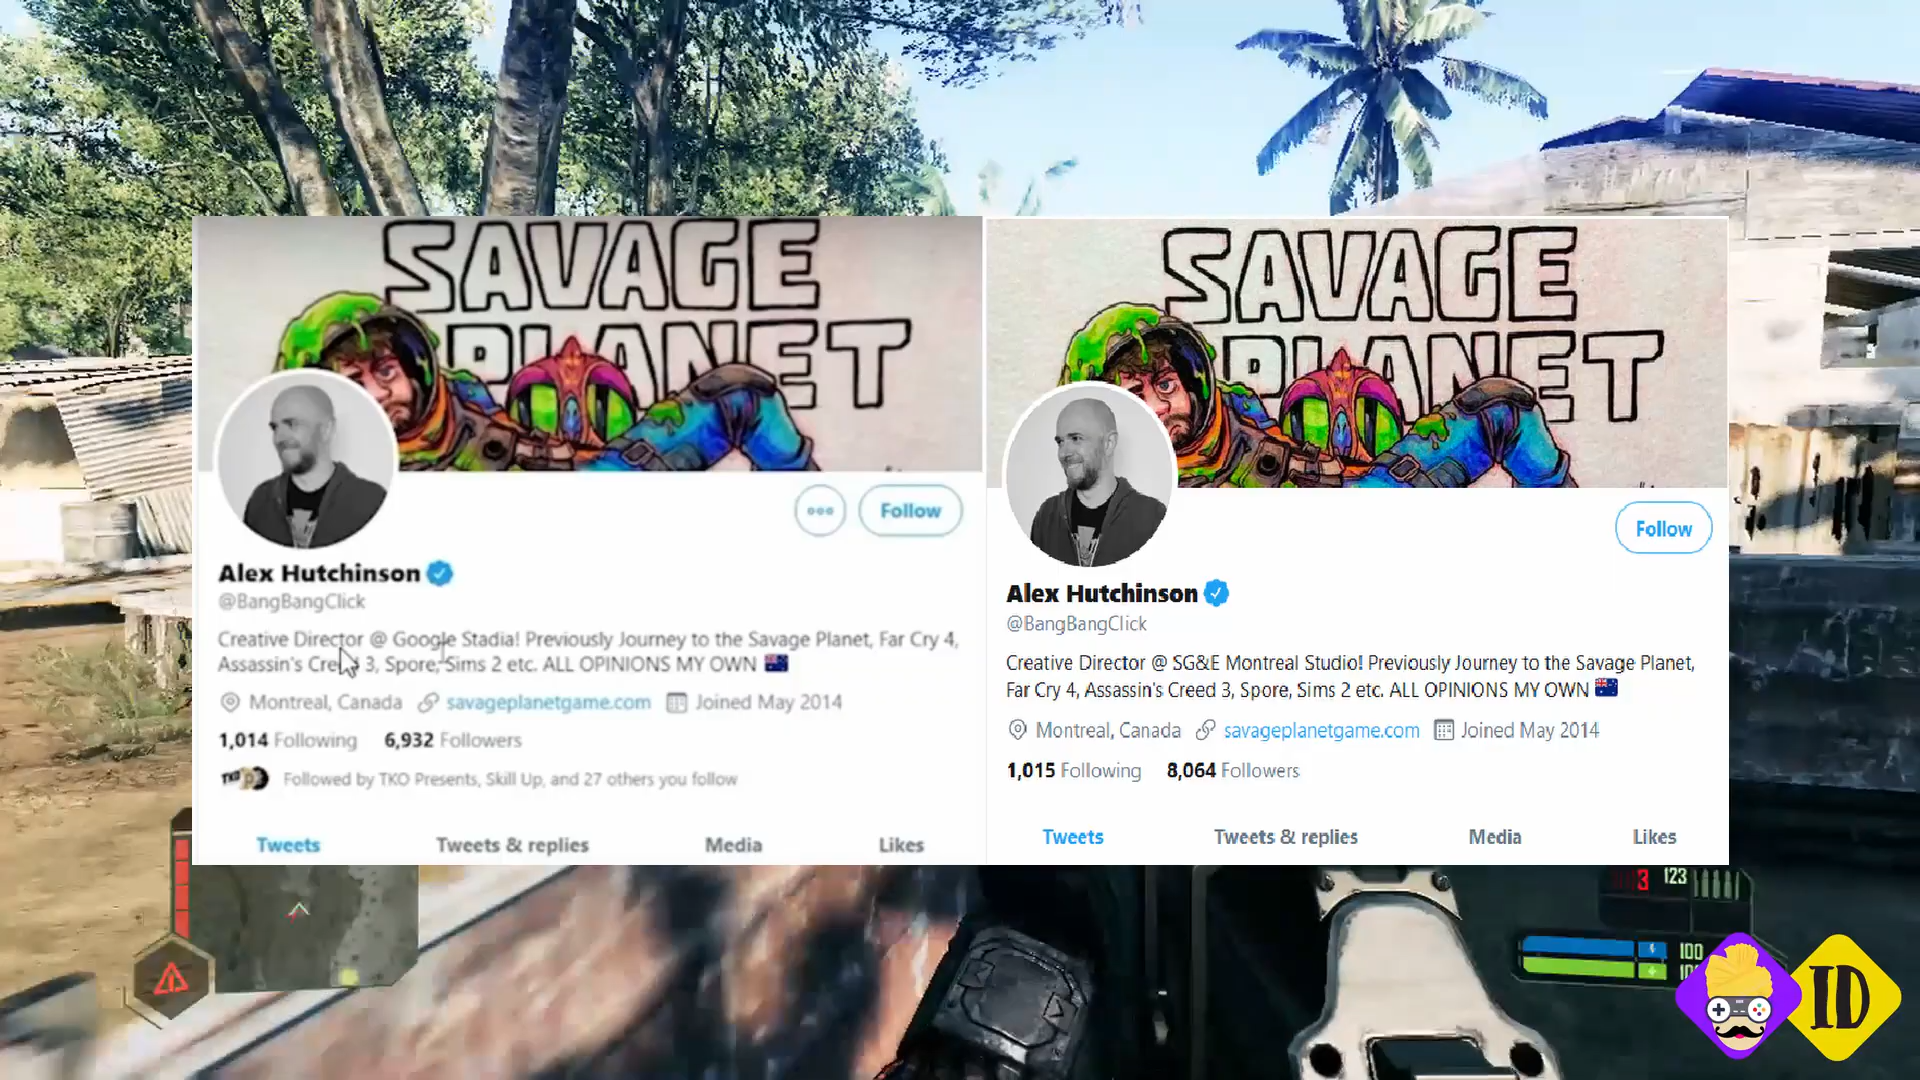 SAVAGE
PLANET
Follow
Alex Hutchinson
@BangBangClick
Creative Director @ Google Stadia! Previously Journey to the Savage Planet, Far Cry 4,
Assassin's Creed 3, Spore, Sims 2 etc. ALL OPINIONS MY OWN
Montreal, Canada savageplanetgame.com Joined May 2014
1,014 Following 6,932 Followers
TKO Followed by TKO Presents, Skill Up, and 27 others you follow
Tweets Tweets & replies Media Likes
SAVAGE
PLANET
Follow
Alex Hutchinson
@BangBangClick
Creative Director @ SG&E Montreal Studio! Previously Journey to the Savage Planet,
Far Cry 4, Assassin's Creed 3, Spore, Sims 2 etc. ALL OPINIONS MY OWN
Montreal, Canada savageplanetgame.com Joined May 2014
1,015 Following 8,064 Followers
Tweets Tweets & replies Media Likes
3 123
100
ID